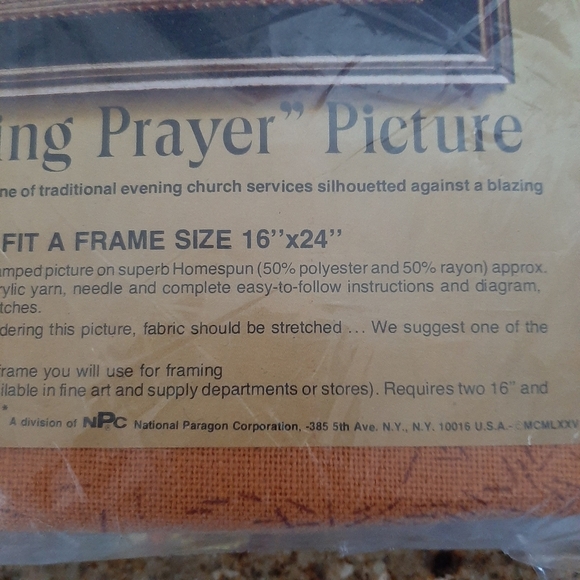 ing Prayer” Picture
ne of traditional evening church services silhouetted against a blazing
FIT A FRAME SIZE 16’’x24’’
amped picture on superb Homespun (50% polyester and 50% rayon) approx.
rylic yarn, needle and complete easy-to-follow instructions and diagram,
tches.
dering this picture, fabric should be stretched ... We suggest one of the
frame you will use for framing
ilable in fine art and supply departments or stores). Requires two 16" and
A division of NPC National Paragon Corporation, -385 5th Ave. N.Y., N.Y. 10016 U.S.A.- ©MCMLXXV